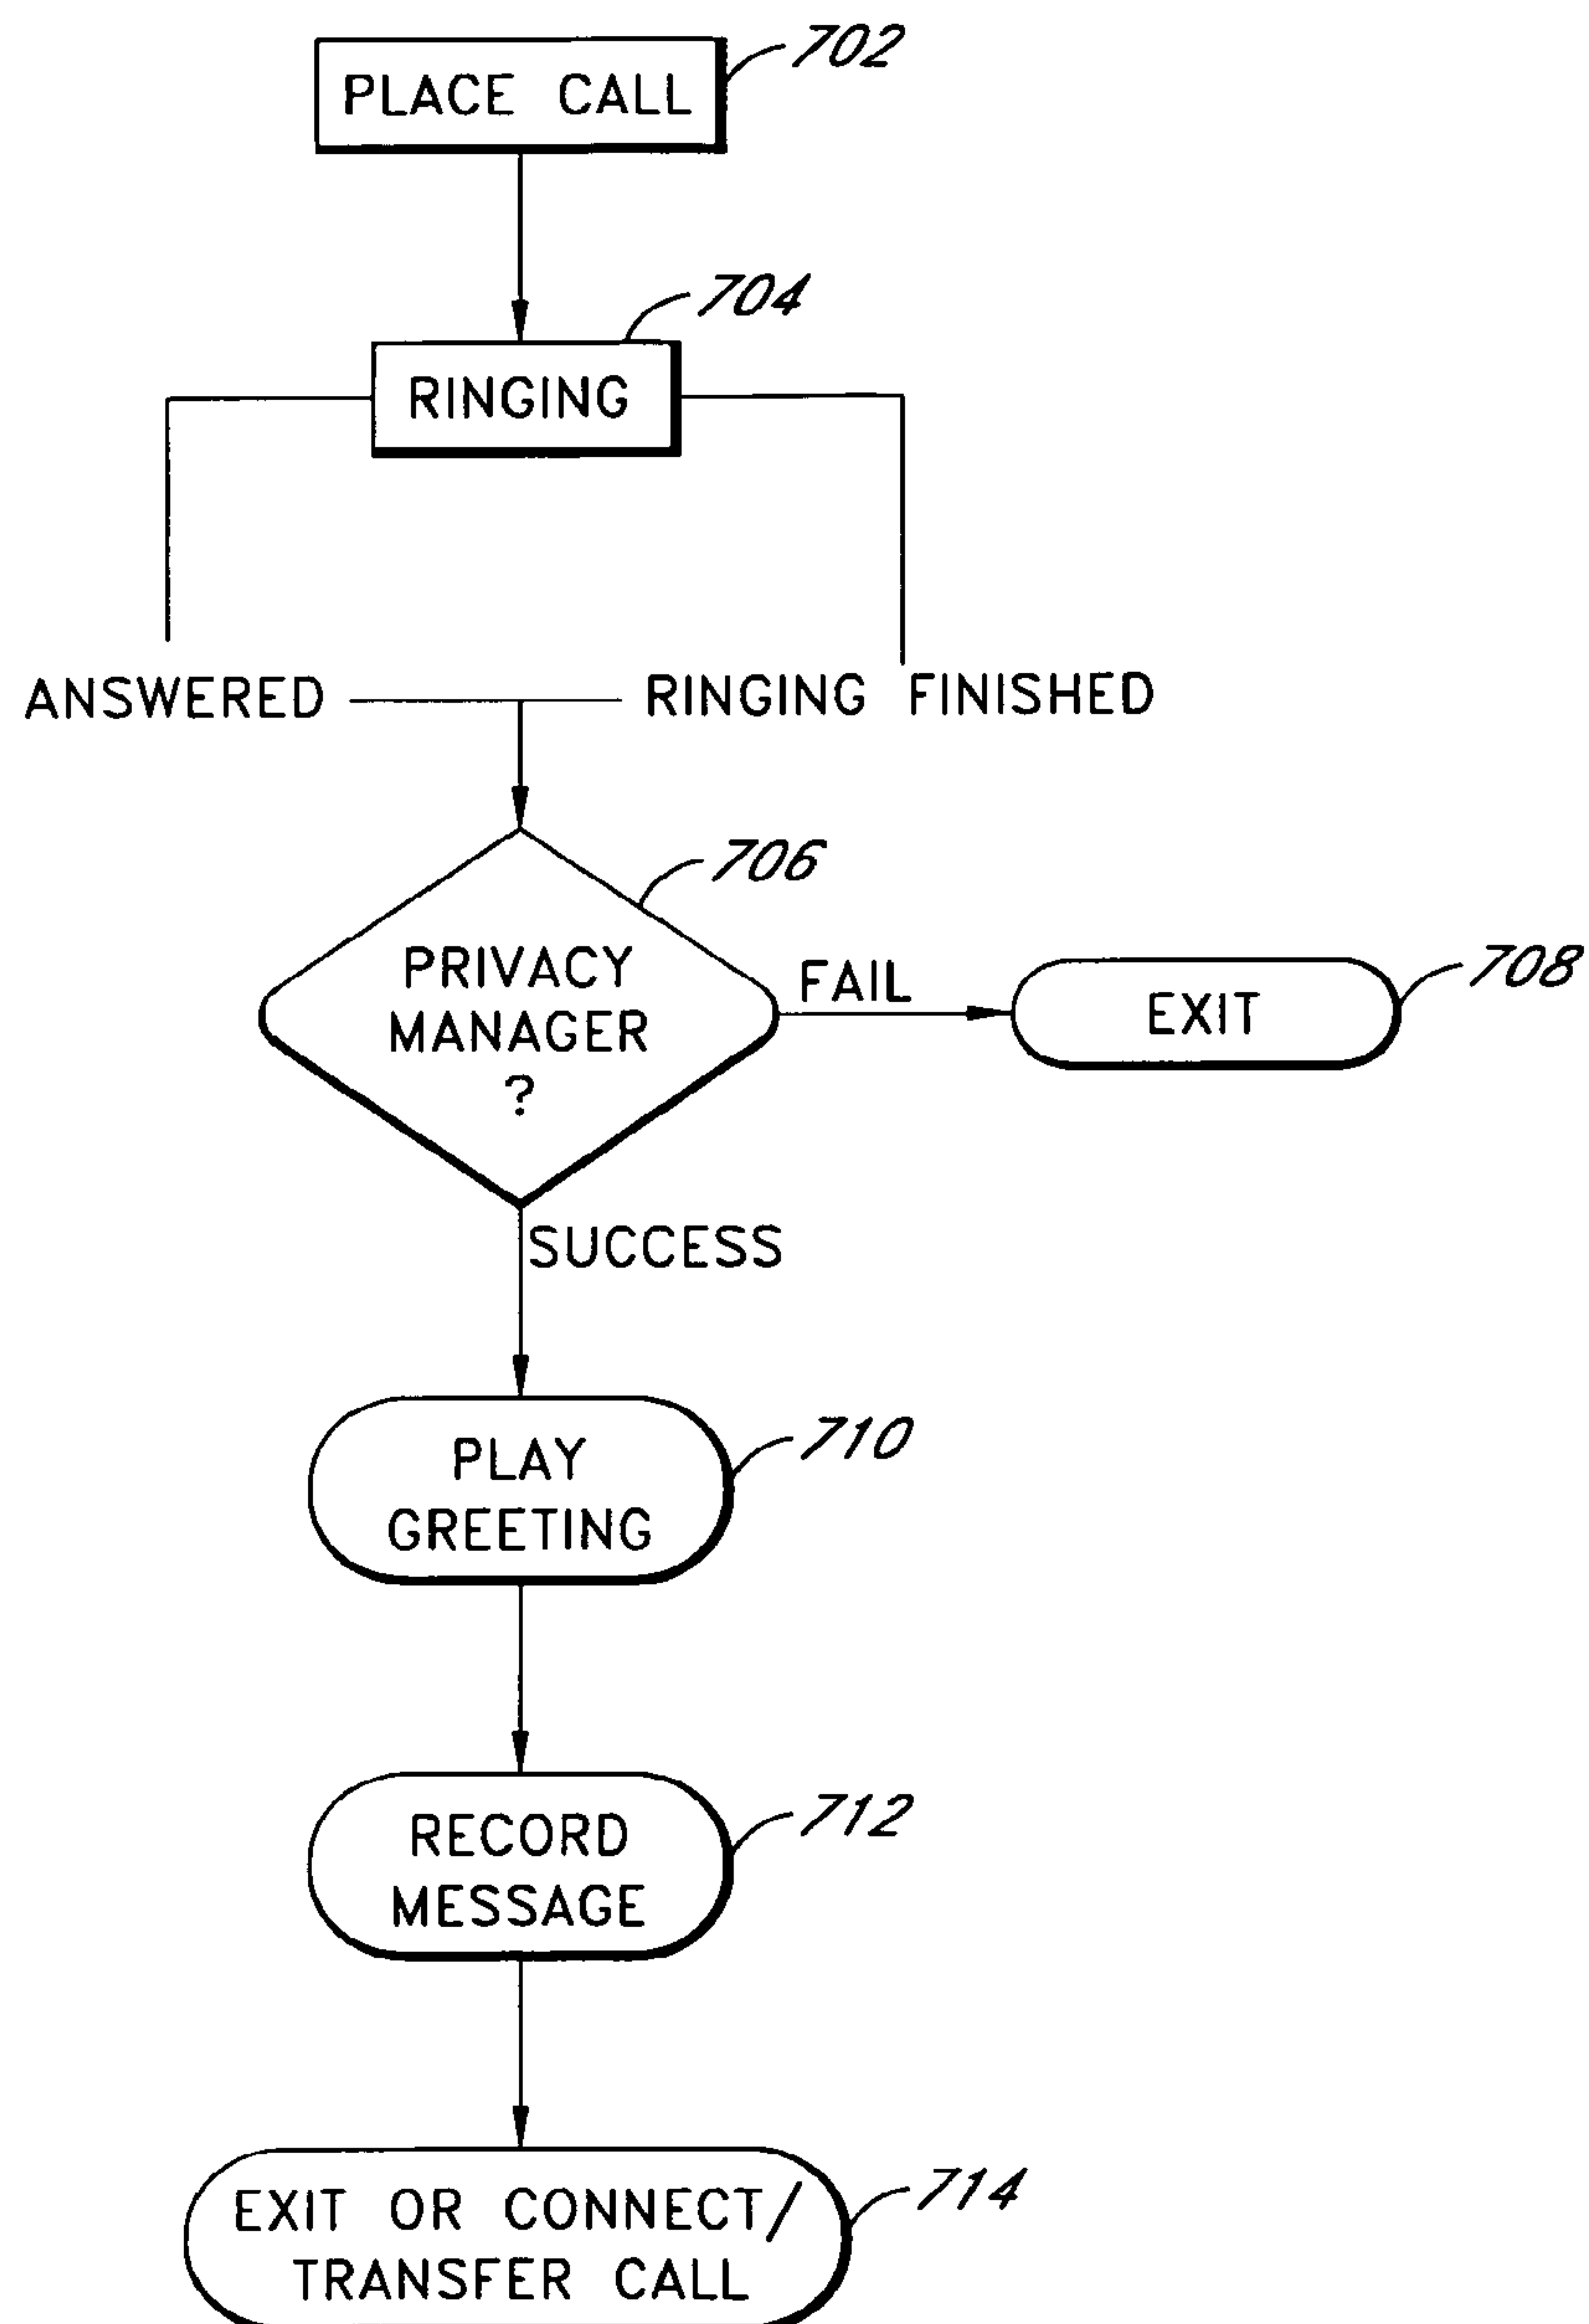 702
PLACE CALL
704
RINGING
ANSWERED
RINGING FINISHED
706
PRIVACY
MANAGER
?
FAIL
708
EXIT
SUCCESS
710
PLAY
GREETING
712
RECORD
MESSAGE
714
EXIT OR CONNECT/
TRANSFER CALL